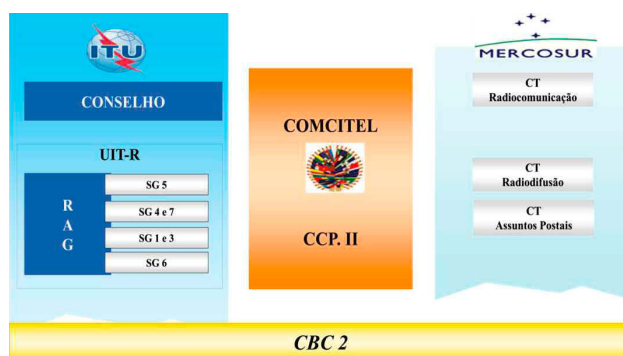 ITU
CONSELHO
UIT-R
R
A
G
SG 5
SG 4 e 7
SG 1 e 3
SG 6
COMCITEL
CCP. II
MERCOSUR
CT
Radiocomunicação
CT
Radiodifusão
CT
Assuntos Postais
CBC 2